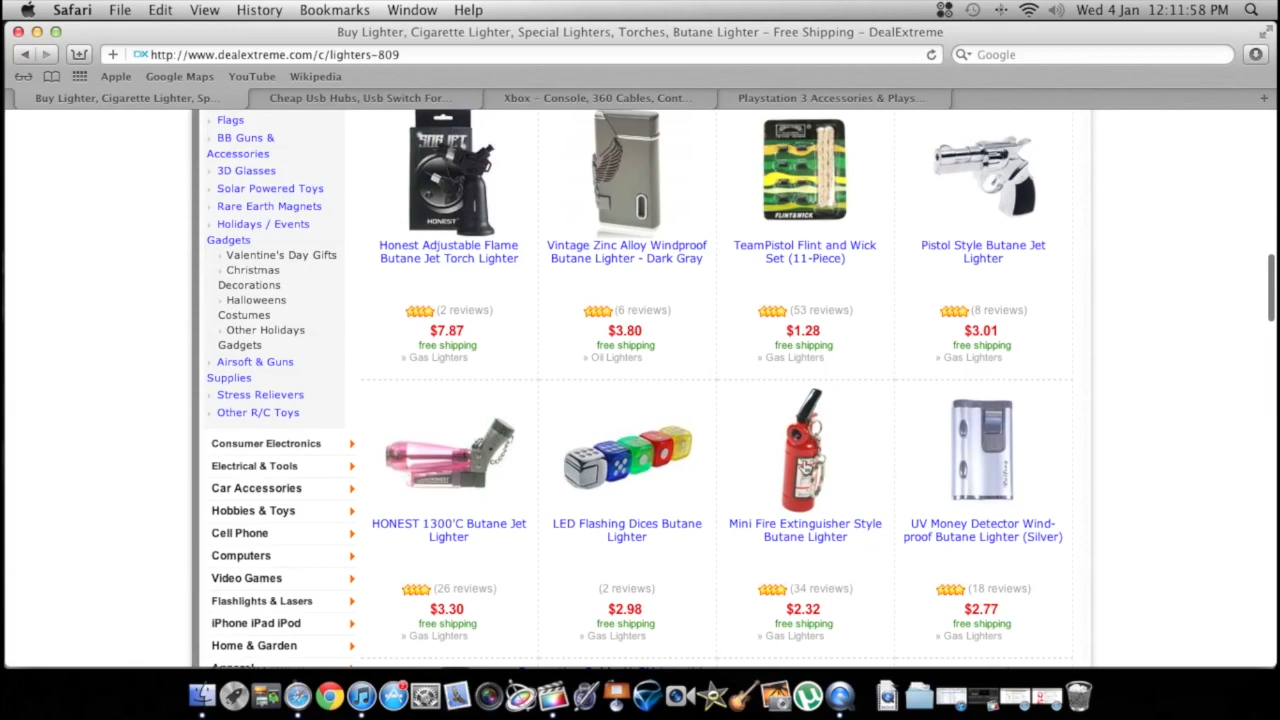 Safari File Edit View History Bookmarks Window Help Wed 4 Jan 12:11:58 PM
Buy Lighter, Cigarette Lighter, Special Lighters, Torches, Butane Lighter – Free Shipping – DealExtreme
DX http://www.dealextreme.com/c/lighters-809 Google
Apple Google Maps YouTube Wikipedia
Buy Lighter, Cigarette Lighter, Sp... Cheap Usb Hubs, Usb Switch For... Xbox – Console, 360 Cables, Cont... Playstation 3 Accessories & Plays...
Flags
BB Guns &
Accessories
3D Glasses
Solar Powered Toys
Rare Earth Magnets
Holidays / Events
Gadgets
Valentine's Day Gifts
Christmas
Decorations
Halloweens
Costumes
Other Holidays
Gadgets
Airsoft & Guns
Supplies
Stress Relievers
Other R/C Toys
Consumer Electronics
Electrical & Tools
Car Accessories
Hobbies & Toys
Cell Phone
Computers
Video Games
Flashlights & Lasers
iPhone iPad iPod
Home & Garden
HONEST
FLINT&WICK
Honest Adjustable Flame
Butane Jet Torch Lighter
(2 reviews)
$7.87
free shipping
» Gas Lighters
Vintage Zinc Alloy Windproof
Butane Lighter - Dark Gray
(6 reviews)
$3.80
free shipping
» Oil Lighters
TeamPistol Flint and Wick
Set (11-Piece)
(53 reviews)
$1.28
free shipping
» Gas Lighters
Pistol Style Butane Jet
Lighter
(8 reviews)
$3.01
free shipping
» Gas Lighters
HONEST
HONEST 1300'C Butane Jet
Lighter
(26 reviews)
$3.30
free shipping
» Gas Lighters
LED Flashing Dices Butane
Lighter
(2 reviews)
$2.98
free shipping
» Gas Lighters
Mini Fire Extinguisher Style
Butane Lighter
(34 reviews)
$2.32
free shipping
» Gas Lighters
UV Money Detector Wind-
proof Butane Lighter (Silver)
(18 reviews)
$2.77
free shipping
» Gas Lighters